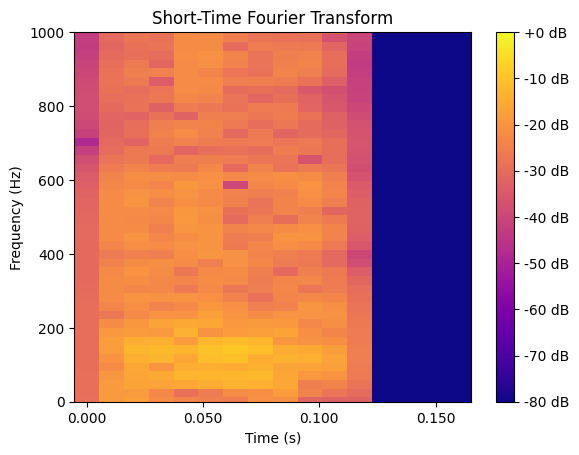 Short-Time Fourier Transform
1000
800
600
400
200
0
Frequency (Hz)
0.000
0.050
0.100
0.150
Time (s)
+0 dB
-10 dB
-20 dB
-30 dB
-40 dB
-50 dB
-60 dB
-70 dB
-80 dB